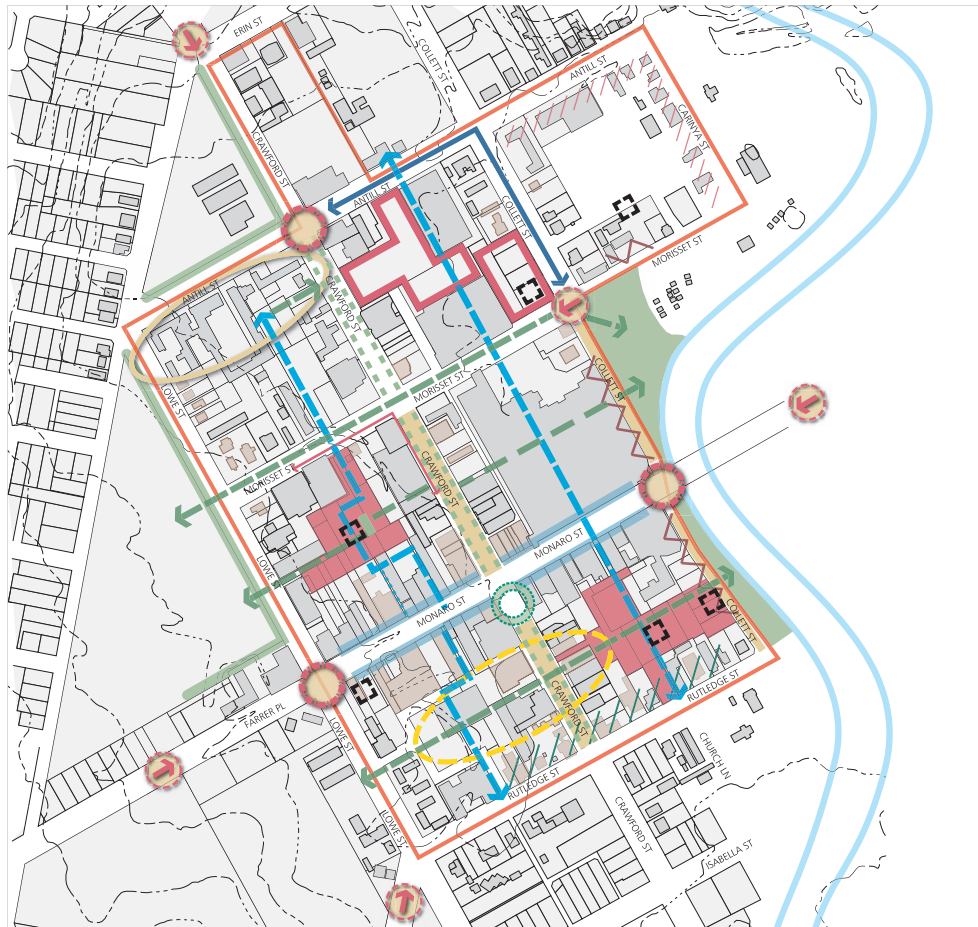 ERIN ST
COLLETT ST
ANTILL ST
CARINYA ST
CRAWFORD ST
ANTILL ST
COLLETT ST
MORISSET ST
ANTILL ST
CRAWFORD ST
LOWE ST
MORISSET ST
COLLETT ST
MORISSET ST
CRAWFORD ST
MONARO ST
LOWE ST
MONARO ST
COLLETT ST
CRAWFORD ST
RUTLEDGE ST
FARRER PL
LOWE ST
RUTLEDGE ST
CHURCH LN
LOWE ST
CRAWFORD ST
ISABELLA ST